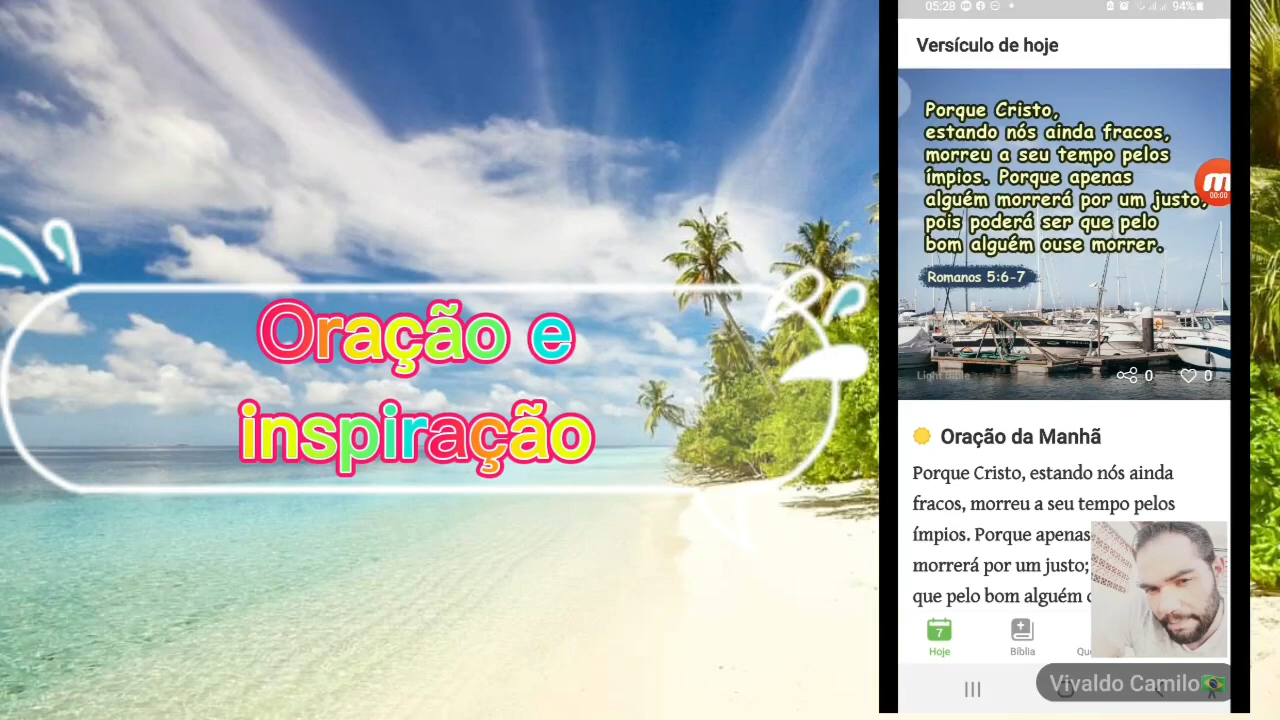 Oração e
inspiração
05:28
94%
Versículo de hoje
Porque Cristo,
estando nós ainda fracos,
morreu a seu tempo pelos
ímpios. Porque apenas
alguém morrerá por um justo,
pois poderá ser que pelo
bom alguém ouse morrer.
Romanos 5:6-7
00:00
Light Bible
0
0
Oração da Manhã
Porque Cristo, estando nós ainda
fracos, morreu a seu tempo pelos
ímpios. Porque apenas
morrerá por um justo;
que pelo bom alguém
7
Hoje
Bíblia
Vivaldo Camilo